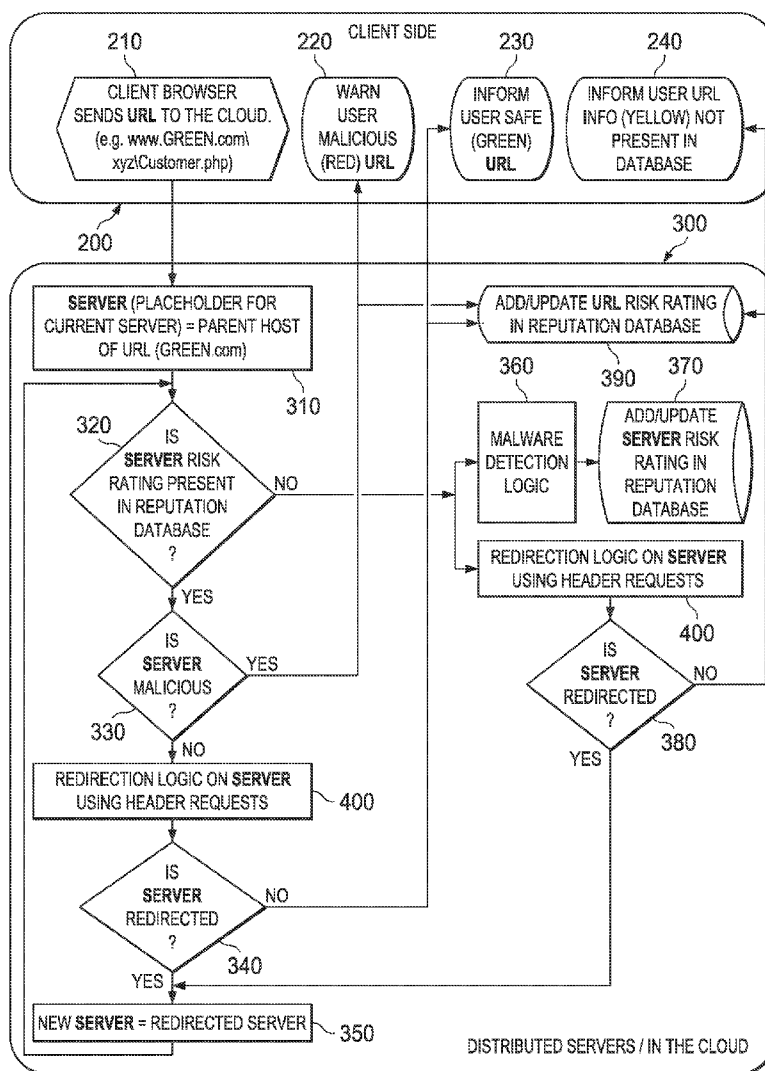 CLIENT SIDE
210
CLIENT BROWSER
SENDS URL TO THE CLOUD.
(e.g. www.GREEN.com\
xyz\Customer.php)
220
WARN
USER
MALICIOUS
(RED) URL
230
INFORM
USER SAFE
(GREEN)
URL
240
INFORM USER URL
INFO (YELLOW) NOT
PRESENT IN
DATABASE
200
300
SERVER (PLACEHOLDER FOR
CURRENT SERVER) = PARENT HOST
OF URL (GREEN.com)
310
ADD/UPDATE URL RISK RATING
IN REPUTATION DATABASE
390
320
IS
SERVER RISK
RATING PRESENT
IN REPUTATION
DATABASE
?
NO
YES
360
MALWARE
DETECTION
LOGIC
370
ADD/UPDATE
SERVER RISK
RATING IN
REPUTATION
DATABASE
REDIRECTION LOGIC ON SERVER
USING HEADER REQUESTS
400
IS
SERVER
MALICIOUS
?
YES
330
NO
IS
SERVER
REDIRECTED
?
NO
380
YES
REDIRECTION LOGIC ON SERVER
USING HEADER REQUESTS
400
IS
SERVER
REDIRECTED
?
NO
340
YES
NEW SERVER = REDIRECTED SERVER
350
DISTRIBUTED SERVERS / IN THE CLOUD